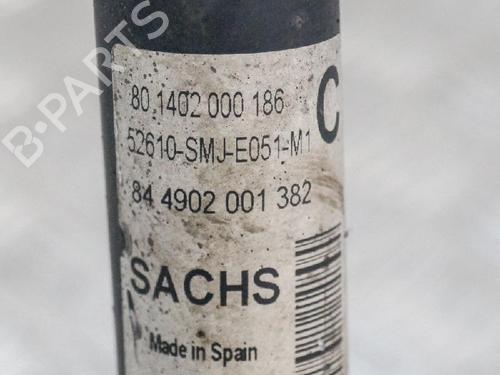 B·PARTS
80 1402 000 186
C
52610-SMJ-E051-M1
84 4902 001 382
SACHS
Made in Spain